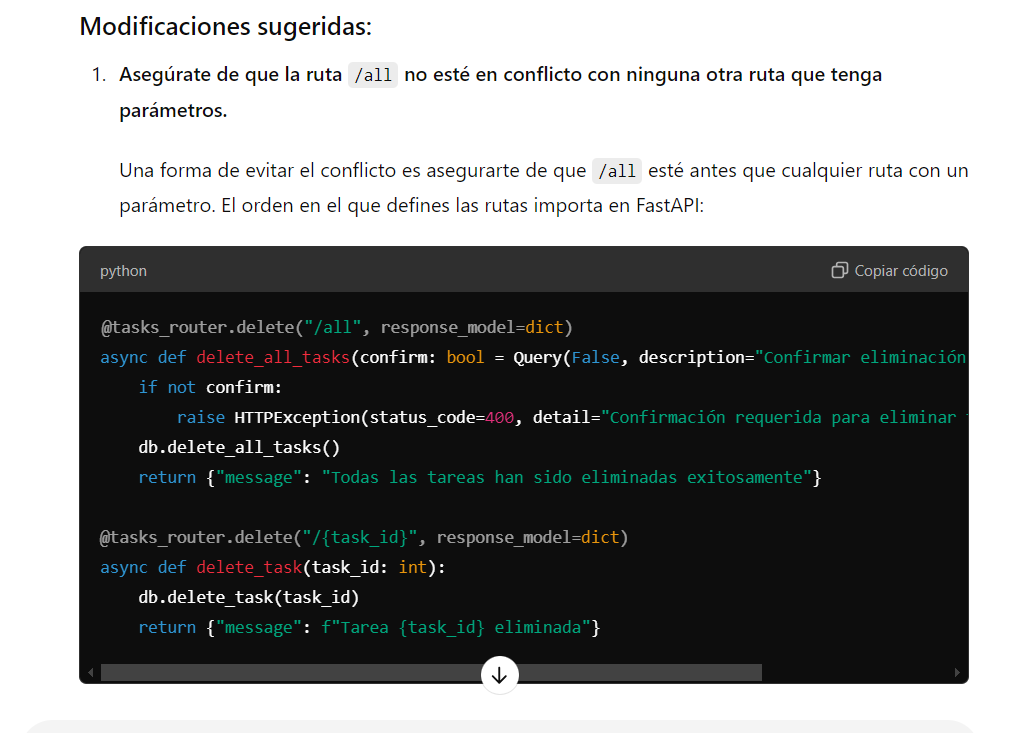 Modificaciones sugeridas:
1. Asegúrate de que la ruta /all no esté en conflicto con ninguna otra ruta que tenga
parámetros.
Una forma de evitar el conflicto es asegurarte de que /all esté antes que cualquier ruta con un
parámetro. El orden en el que defines las rutas importa en FastAPI:
python
Copiar código
@tasks_router.delete("/all", response_model=dict)
async def delete_all_tasks(confirm: bool = Query(False, description="Confirmar eliminación
    if not confirm:
        raise HTTPException(status_code=400, detail="Confirmación requerida para eliminar
    db.delete_all_tasks()
    return {"message": "Todas las tareas han sido eliminadas exitosamente"}
@tasks_router.delete("/{task_id}", response_model=dict)
async def delete_task(task_id: int):
    db.delete_task(task_id)
    return {"message": f"Tarea {task_id} eliminada"}